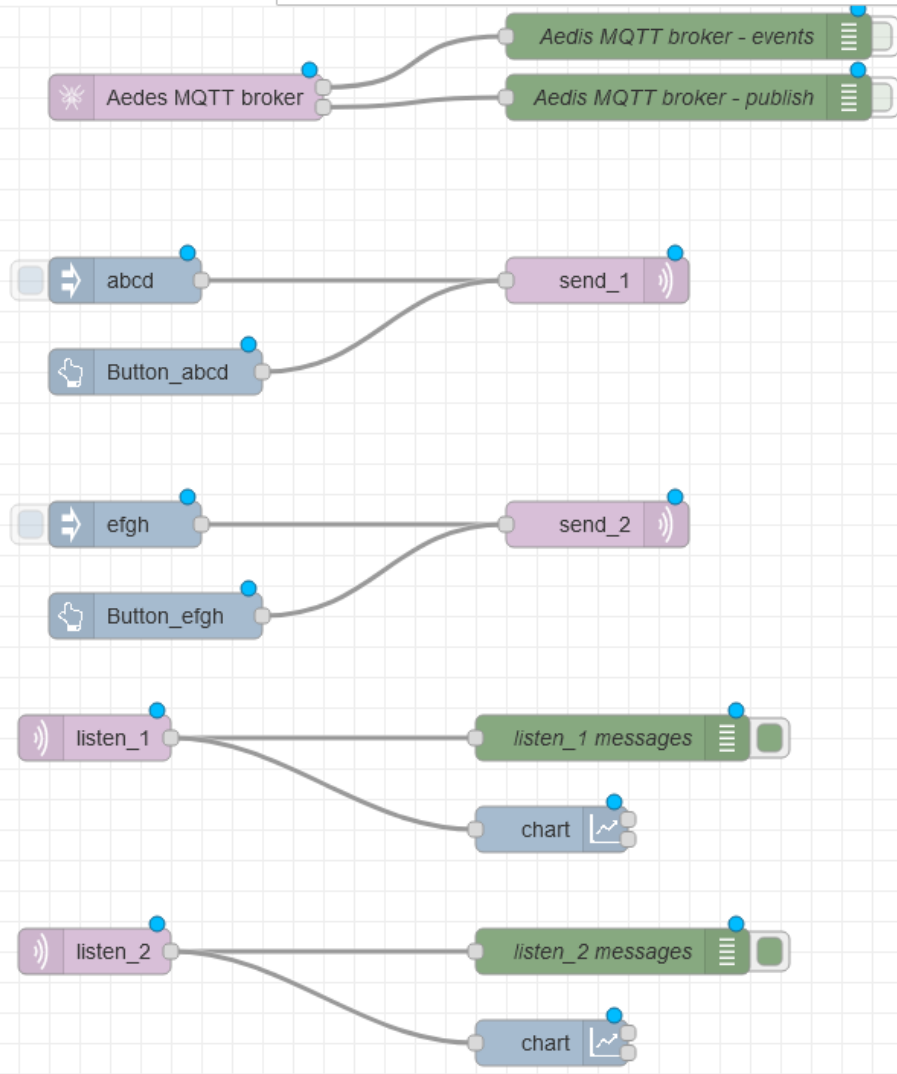 Aedis MQTT broker - events
Aedes MQTT broker
Aedis MQTT broker - publish
abcd
send_1
Button_abcd
efgh
send_2
Button_efgh
listen_1
listen_1 messages
chart
listen_2
listen_2 messages
chart